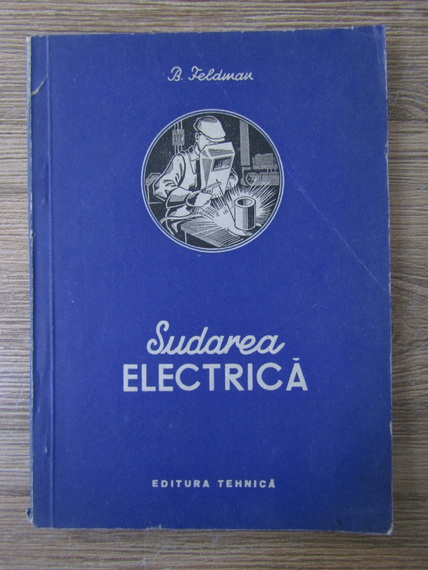 B. Feldman
Sudarea
ELECTRICĂ
EDITURA TEHNICĂ